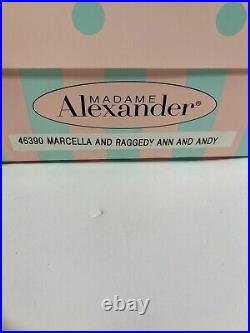 MADAME
Alexander®
46390 MARCELLA AND RAGGEDY ANN AND ANDY